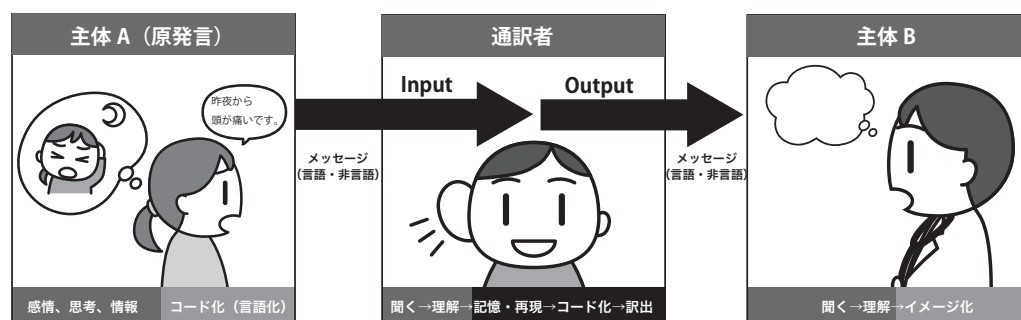 主体 A（原発言）
昨夜から
頭が痛いです。
感情、思考、情報
コード化（言語化）
メッセージ
（言語・非言語）
通訳者
Input
Output
聞く→理解→記憶・再現→コード化→訳出
メッセージ
（言語・非言語）
主体 B
聞く→理解→イメージ化